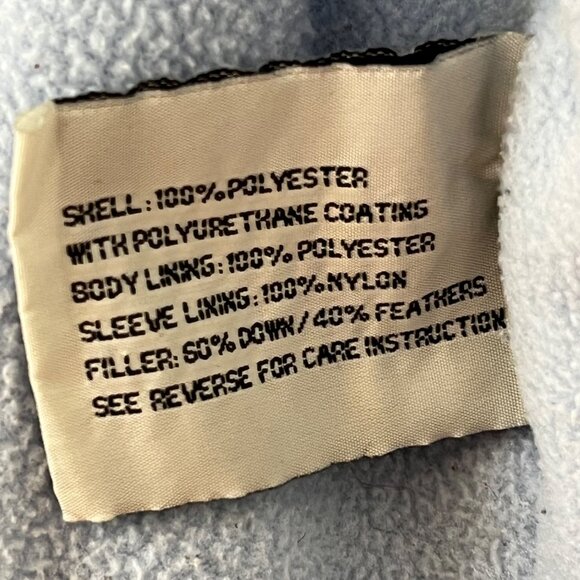 SHELL: 100% POLYESTER
WITH POLYURETHANE COATING
BODY LINING: 100% POLYESTER
SLEEVE LINING: 100% NYLON
FILLER: 60% DOWN / 40% FEATHERS
SEE REVERSE FOR CARE INSTRUCTION